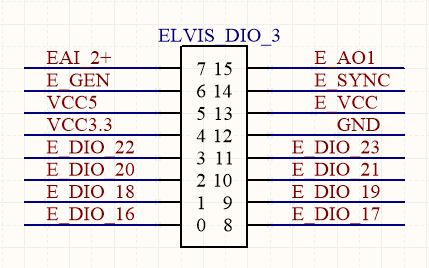 ELVIS_DIO_3
EAI_2+ 7 15 E_AO1
E_GEN 6 14 E_SYNC
VCC5 5 13 E_VCC
VCC3.3 4 12 GND
E_DIO_22 3 11 E_DIO_23
E_DIO_20 2 10 E_DIO_21
E_DIO_18 1 9 E_DIO_19
E_DIO_16 0 8 E_DIO_17